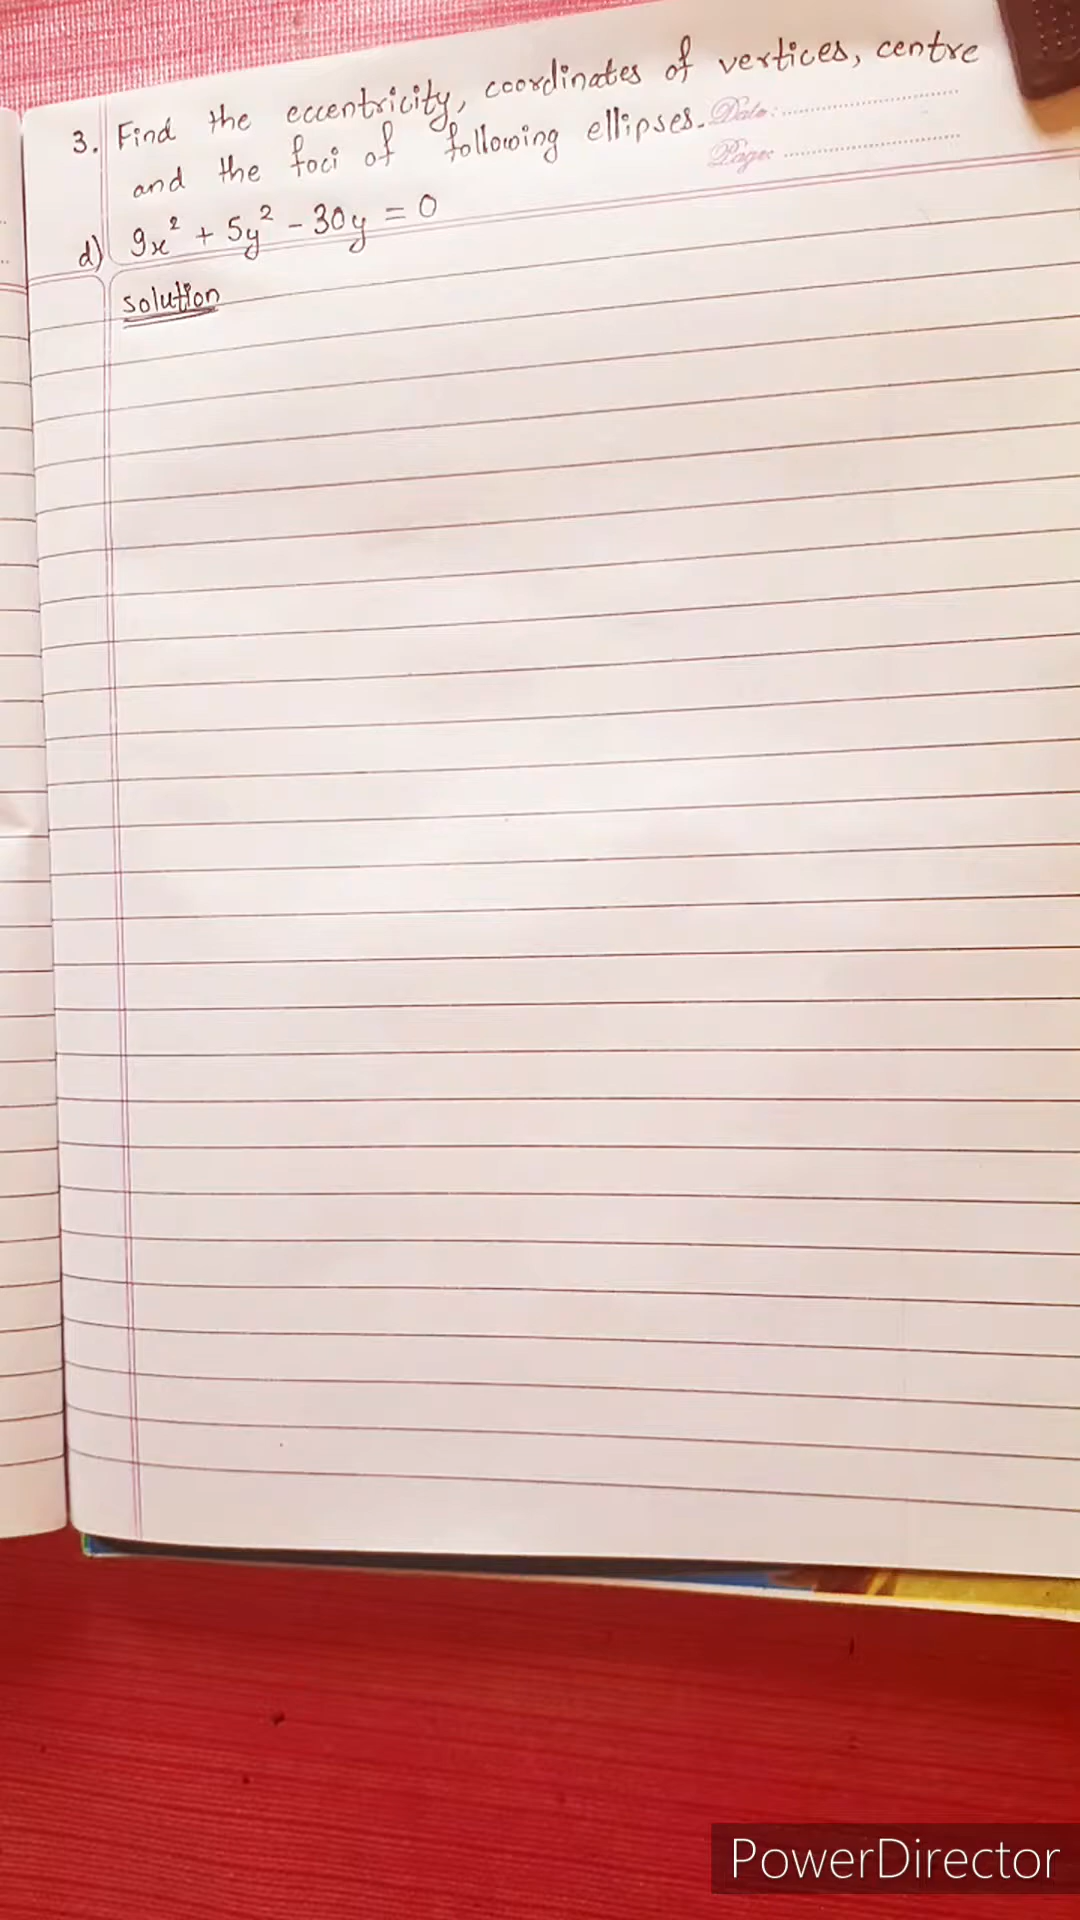 3. Find the eccentricity, coordinates of vertices, centre
and the foci of following ellipses.
Date:
Page:
d) 9x² + 5y² - 30y = 0
solution
PowerDirector